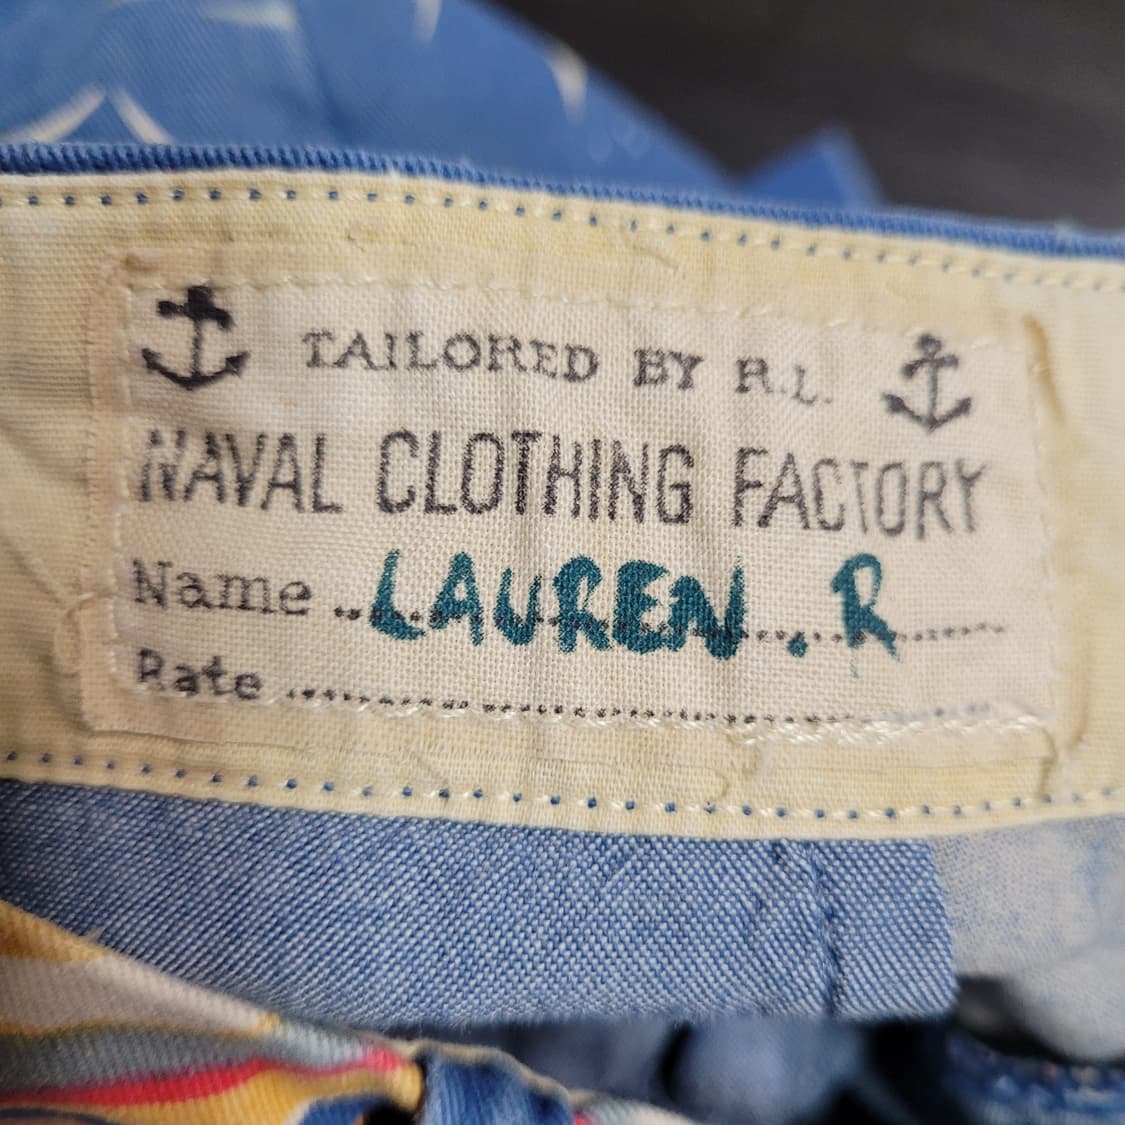 TAILORED BY R.L.
NAVAL CLOTHING FACTORY
Name ..LAUREN . R..........
Rate ............................................